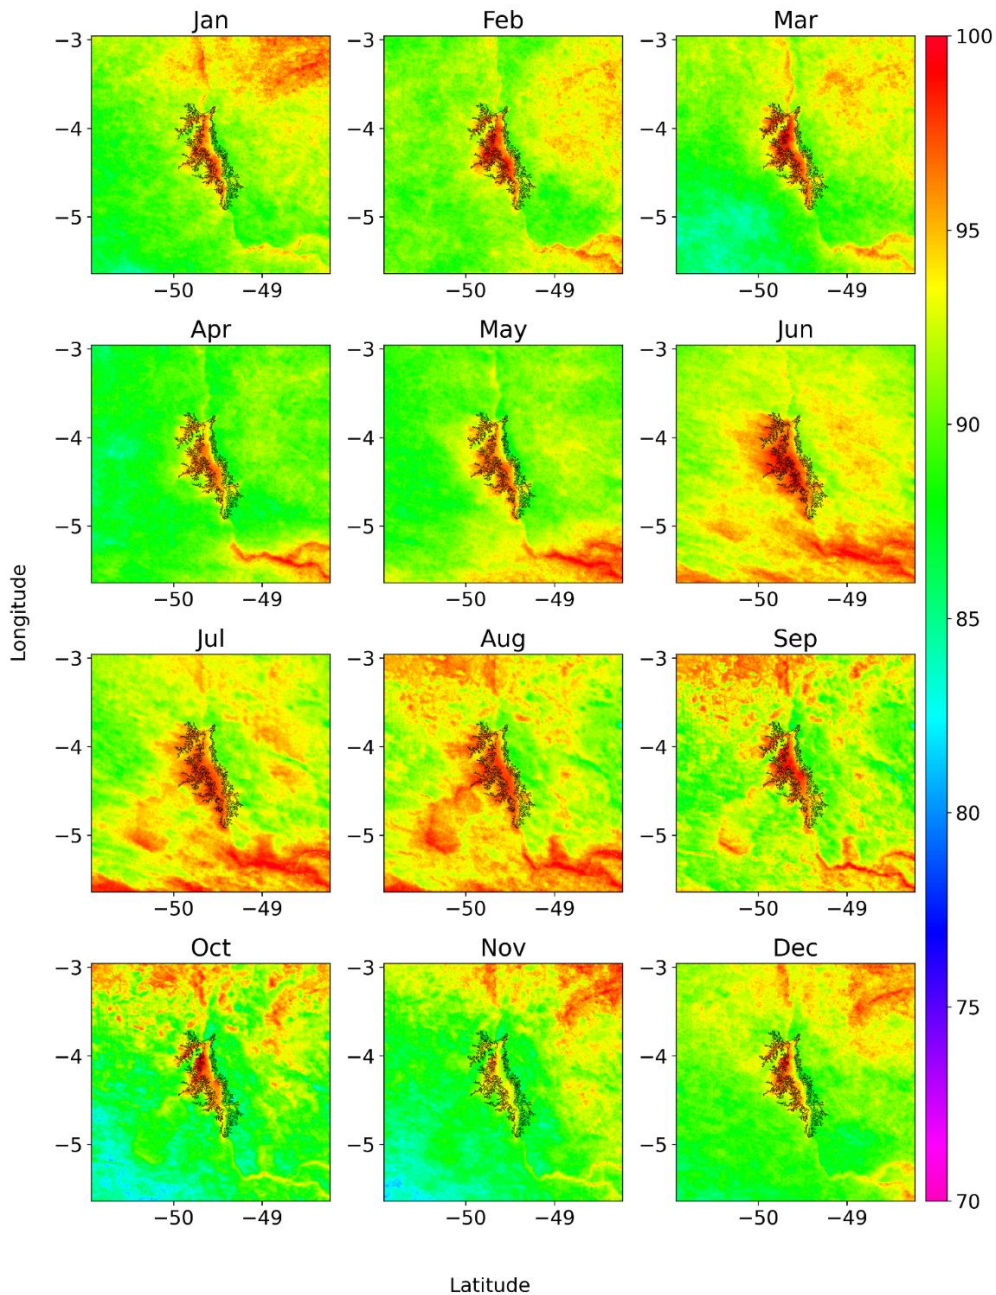 Jan Feb Mar
−3 −3 −3 100
−4 −4 −4
−5 −5 −5 95
−50 −49 −50 −49 −50 −49
Apr May Jun
−3 −3 −3
−4 −4 −4 90
−5 −5 −5
−50 −49 −50 −49 −50 −49
Longitude
85
Jul Aug Sep
−3 −3 −3
−4 −4 −4
−5 −5 −5 80
−50 −49 −50 −49 −50 −49
Oct Nov Dec
−3 −3 −3
75
−4 −4 −4
−5 −5 −5
70
−50 −49 −50 −49 −50 −49
Latitude